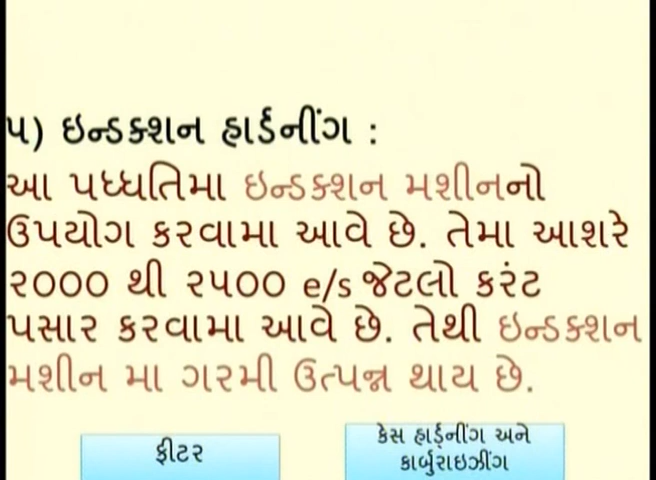 ૫) ઇન્ડક્શન હાર્ડનીંગ :
આ પધ્ધતિમા ઇન્ડક્શન મશીનનો
ઉપયોગ કરવામા આવે છે. તેમા આશરે
૨૦૦૦ થી ૨૫૦૦ e/s જેટલો કરંટ
પસાર કરવામા આવે છે. તેથી ઇન્ડક્શન
મશીન મા ગરમી ઉત્પન્ન થાય છે.
ફીટર
કેસ હાર્ડ્નીંગ અને
કાર્બુરાઇઝીંગ